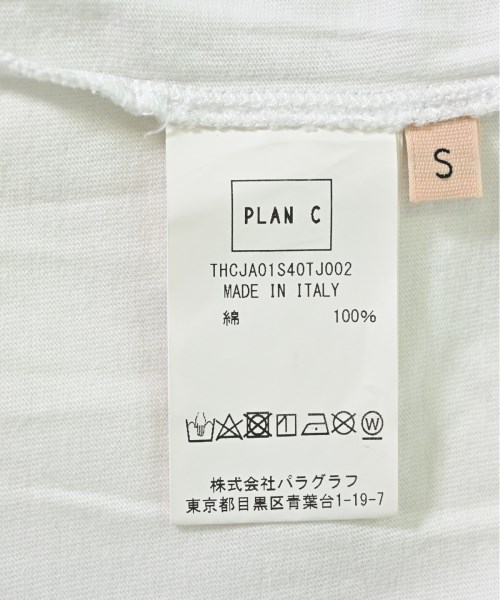 S
PLAN C
THCJA01S40TJ002
MADE IN ITALY
綿 100%
W
株式会社パラグラフ
東京都目黒区青葉台1-19-7